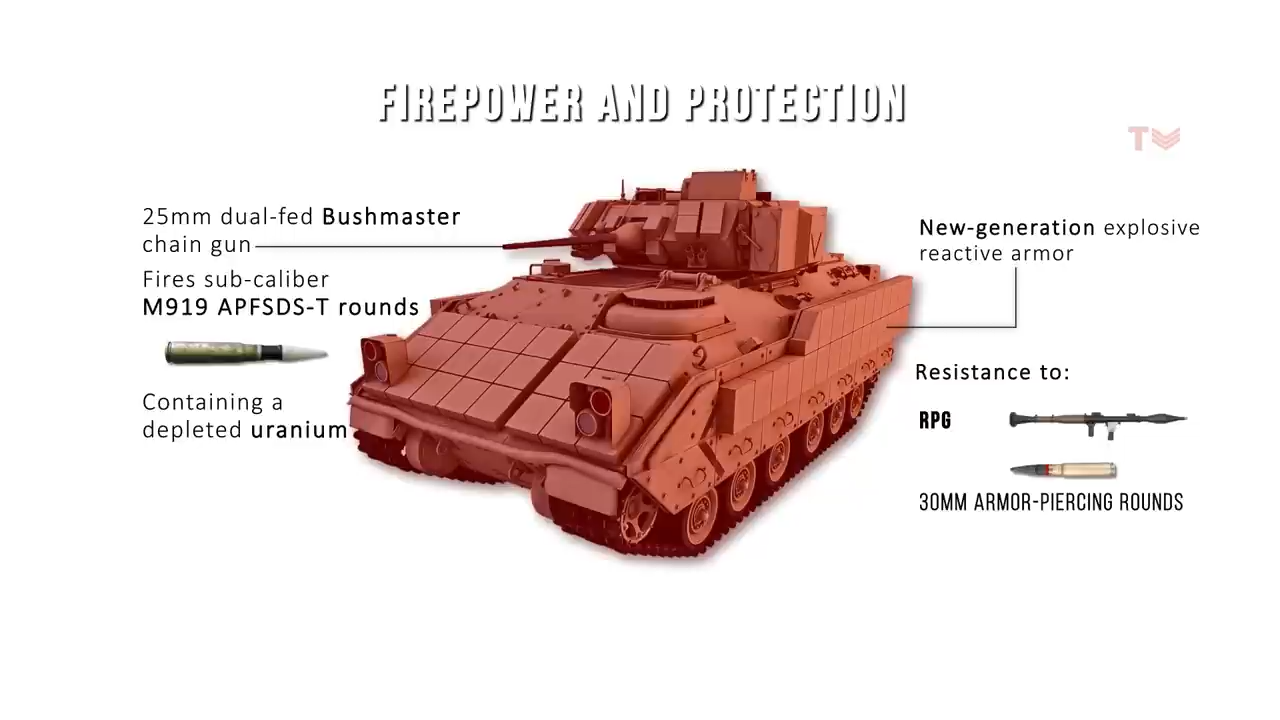 FIREPOWER AND PROTECTION
T
25mm dual-fed Bushmaster
chain gun
Fires sub-caliber
M919 APFSDS-T rounds
Containing a
depleted uranium
New-generation explosive
reactive armor
Resistance to:
RPG
30MM ARMOR-PIERCING ROUNDS